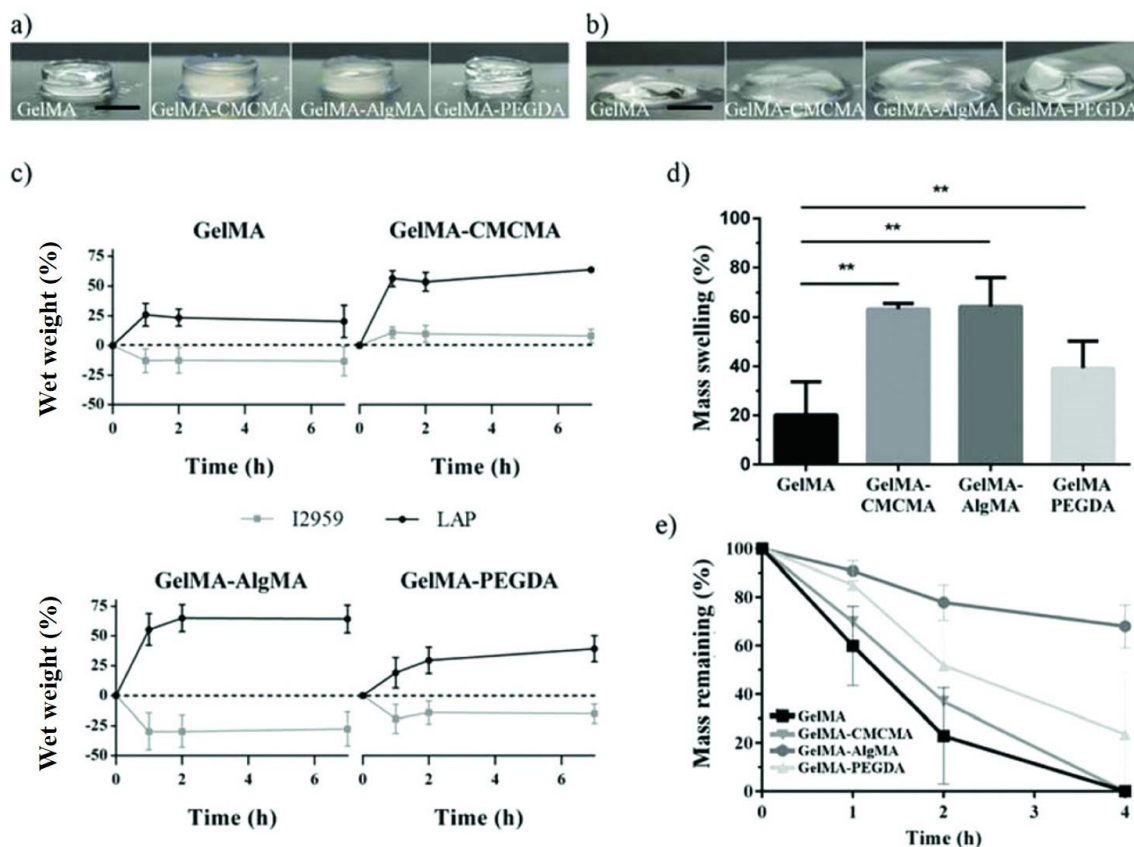 a)
GelMA
GelMA-CMCMA
GelMA-AlgMA
GelMA-PEGDA
b)
GelMA
GelMA-CMCMA
GelMA-AlgMA
GelMA-PEGDA
c)
GelMA
GelMA-CMCMA
Wet weight (%)
75
50
25
0
-25
-50
0
2
4
6
0
2
4
6
Time (h)
Time (h)
I2959
LAP
GelMA-AlgMA
GelMA-PEGDA
Wet weight (%)
75
50
25
0
-25
-50
0
2
4
6
0
2
4
6
Time (h)
Time (h)
d)
**
**
**
Mass swelling (%)
100
80
60
40
20
0
GelMA
GelMA-
CMCMA
GelMA-
AlgMA
GelMA
PEGDA
e)
Mass remaining (%)
100
80
60
40
20
0
GelMA
GelMA-CMCMA
GelMA-AlgMA
GelMA-PEGDA
0
1
2
3
4
Time (h)